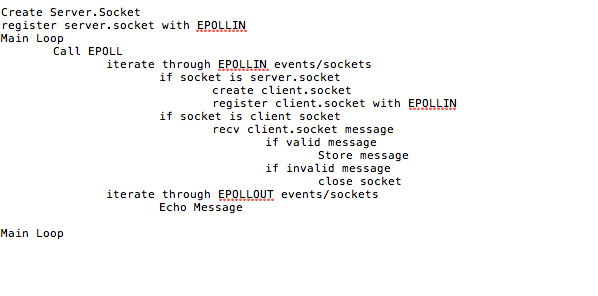 Create Server.Socket
register server.socket with EPOLLIN
Main Loop
Call EPOLL
iterate through EPOLLIN events/sockets
if socket is server.socket
create client.socket
register client.socket with EPOLLIN
if socket is client socket
recv client.socket message
if valid message
Store message
if invalid message
close socket
iterate through EPOLLOUT events/sockets
Echo Message
Main Loop